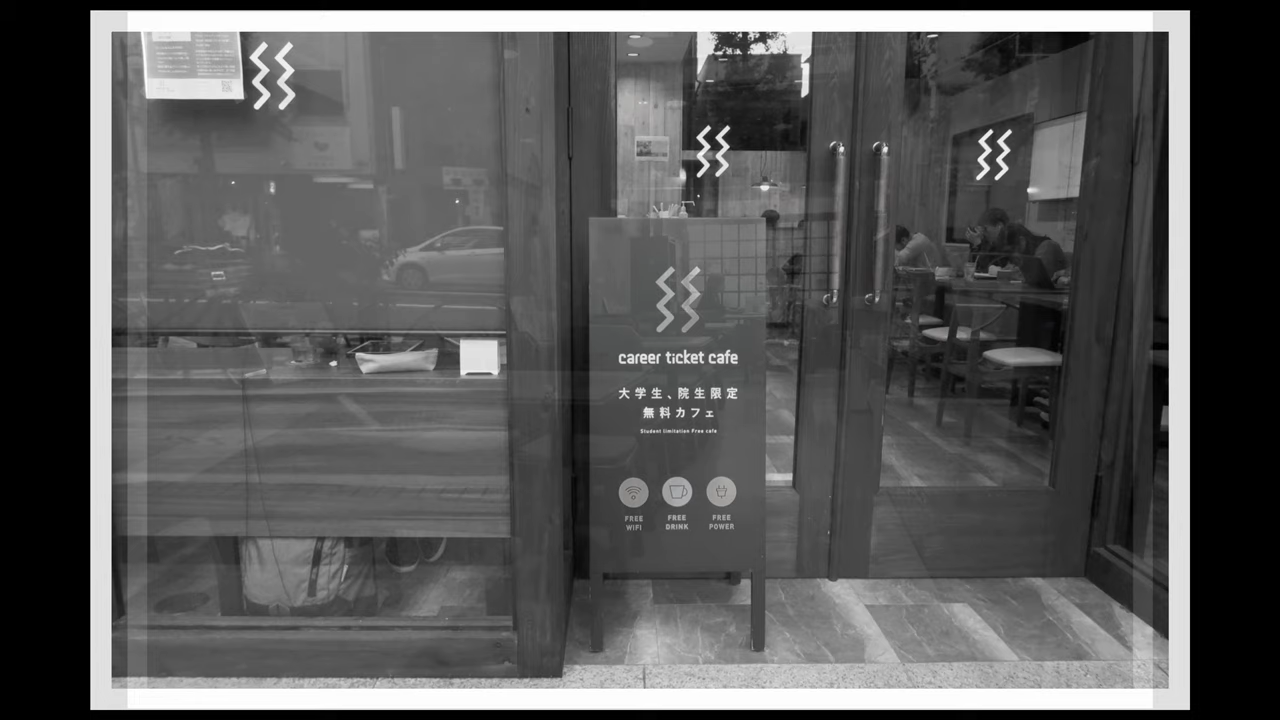 career ticket cafe
大学生、院生限定
無料カフェ
Student limitation Free cafe
FREE WiFi
FREE DRINK
FREE POWER